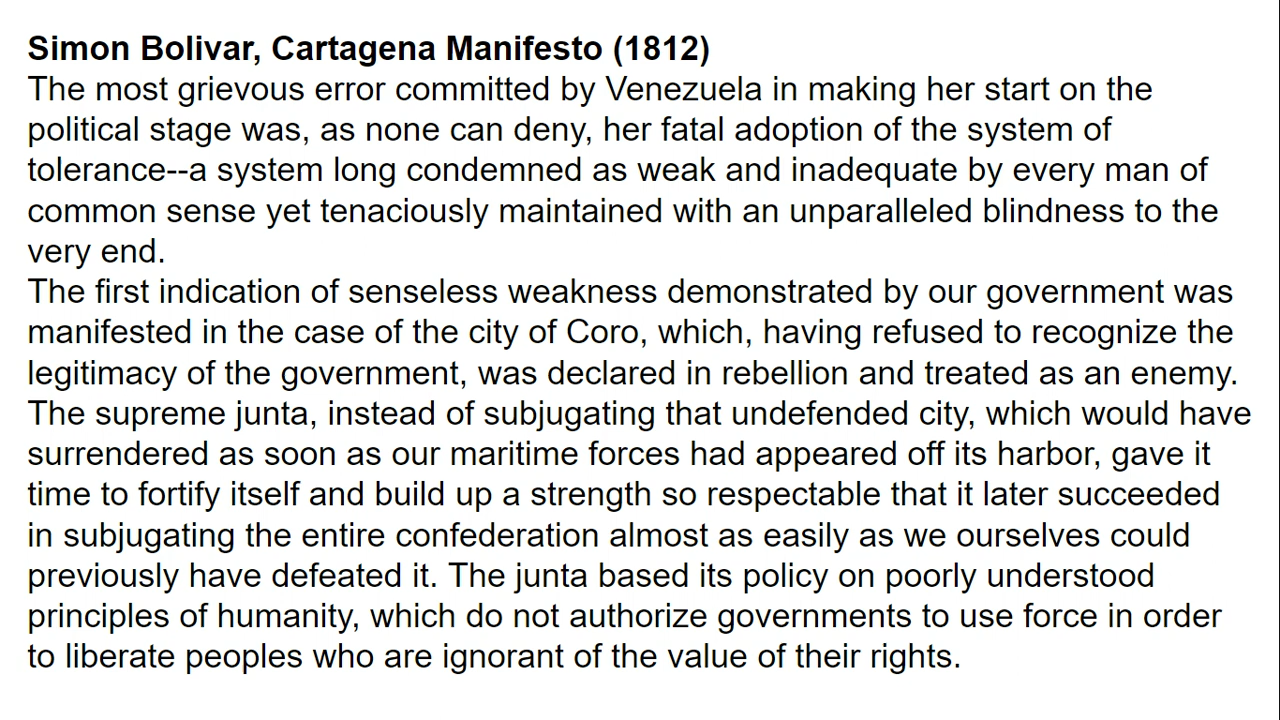 Simon Bolivar, Cartagena Manifesto (1812)
The most grievous error committed by Venezuela in making her start on the
political stage was, as none can deny, her fatal adoption of the system of
tolerance--a system long condemned as weak and inadequate by every man of
common sense yet tenaciously maintained with an unparalleled blindness to the
very end.
The first indication of senseless weakness demonstrated by our government was
manifested in the case of the city of Coro, which, having refused to recognize the
legitimacy of the government, was declared in rebellion and treated as an enemy.
The supreme junta, instead of subjugating that undefended city, which would have
surrendered as soon as our maritime forces had appeared off its harbor, gave it
time to fortify itself and build up a strength so respectable that it later succeeded
in subjugating the entire confederation almost as easily as we ourselves could
previously have defeated it. The junta based its policy on poorly understood
principles of humanity, which do not authorize governments to use force in order
to liberate peoples who are ignorant of the value of their rights.